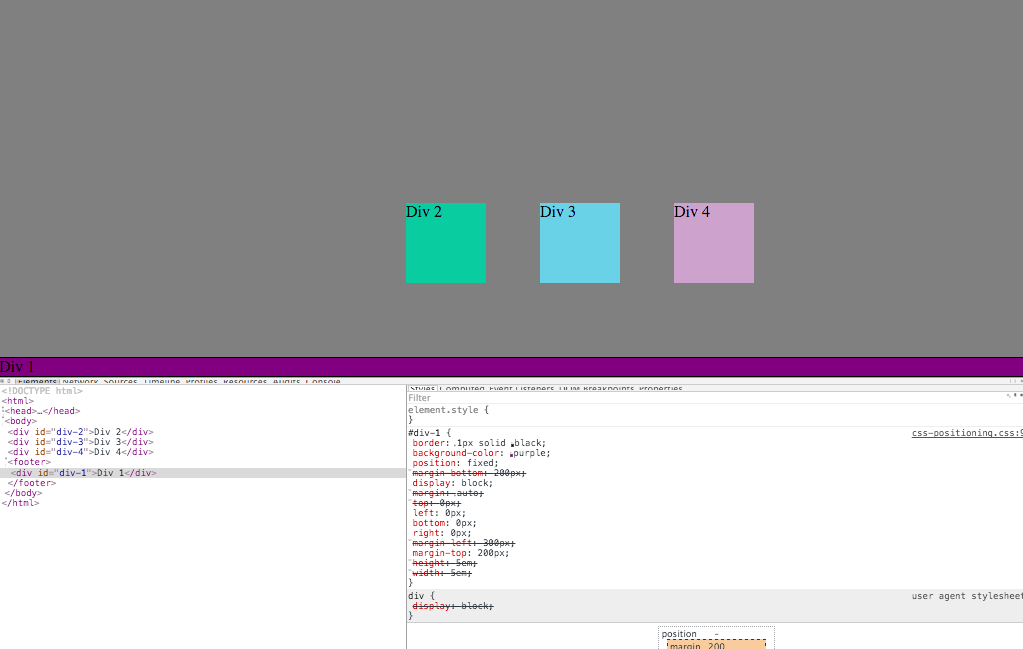 Div 2 Div 3 Div 4
Div 1
Elements Network Sources Timeline Profiles Resources Audits Console
<!DOCTYPE html>
<html>
<head>…</head>
<body>
<div id="div-2">Div 2</div>
<div id="div-3">Div 3</div>
<div id="div-4">Div 4</div>
<footer>
<div id="div-1">Div 1</div>
</footer>
</body>
</html>
Styles Computed Event Listeners DOM Breakpoints Properties
Filter
element.style {
}
#div-1 { css-positioning.css:9
border: 1px solid black;
background-color: purple;
position: fixed;
margin-bottom: 200px;
display: block;
margin: auto;
top: 0px;
left: 0px;
bottom: 0px;
right: 0px;
margin-left: 300px;
margin-top: 200px;
height: 5em;
width: 5em;
}
div { user agent stylesheet
display: block;
}
position -
margin 200